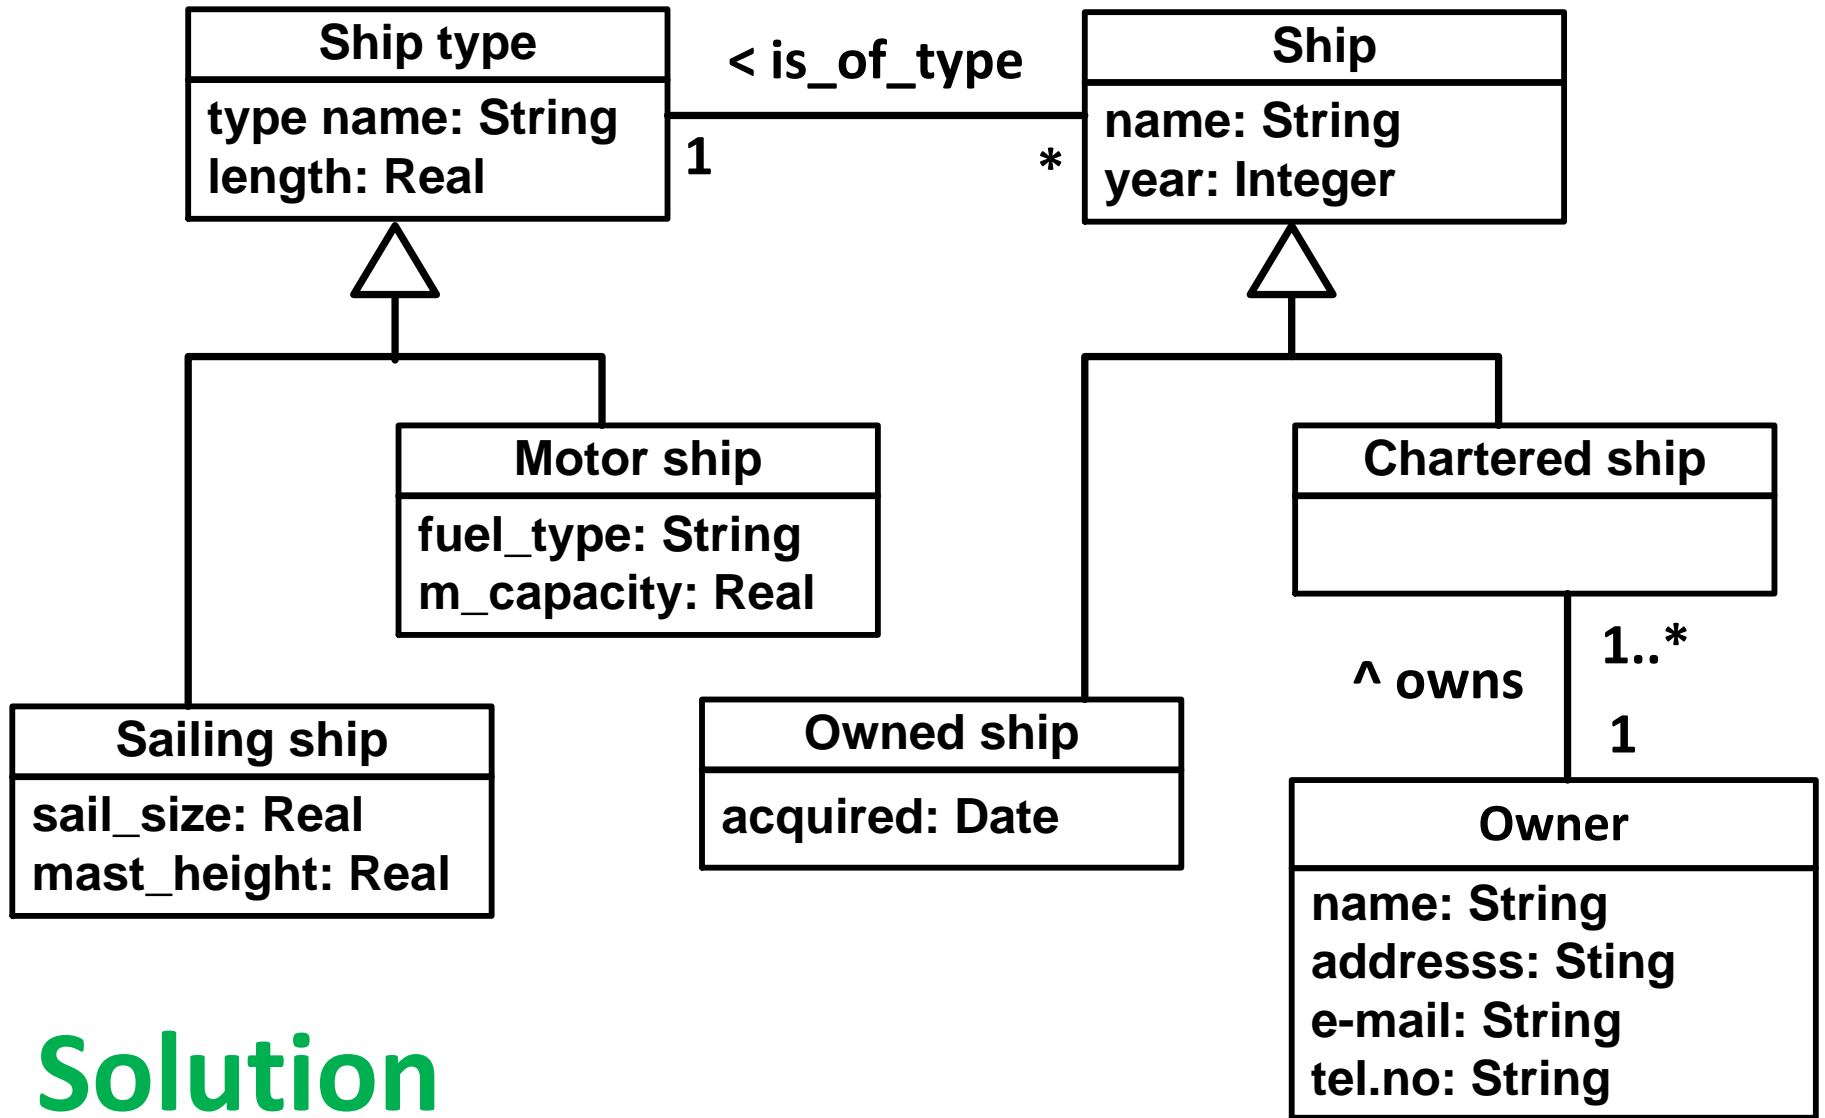 Ship type
type name: String
length: Real
< is_of_type
1
*
Ship
name: String
year: Integer
Motor ship
fuel_type: String
m_capacity: Real
Chartered ship
1..*
^ owns
1
Sailing ship
sail_size: Real
mast_height: Real
Owned ship
acquired: Date
Owner
name: String
addresss: Sting
e-mail: String
tel.no: String
Solution